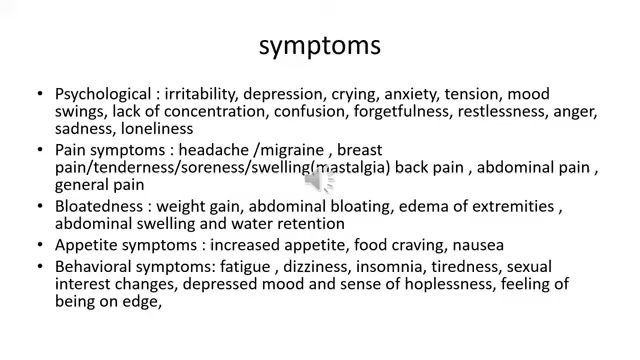 symptoms
• Psychological : irritability, depression, crying, anxiety, tension, mood
swings, lack of concentration, confusion, forgetfulness, restlessness, anger,
sadness, loneliness
• Pain symptoms : headache /migraine , breast
pain/tenderness/soreness/swelling(mastalgia) back pain , abdominal pain ,
general pain
• Bloatedness : weight gain, abdominal bloating, edema of extremities ,
abdominal swelling and water retention
• Appetite symptoms : increased appetite, food craving, nausea
• Behavioral symptoms: fatigue , dizziness, insomnia, tiredness, sexual
interest changes, depressed mood and sense of hoplessness, feeling of
being on edge,